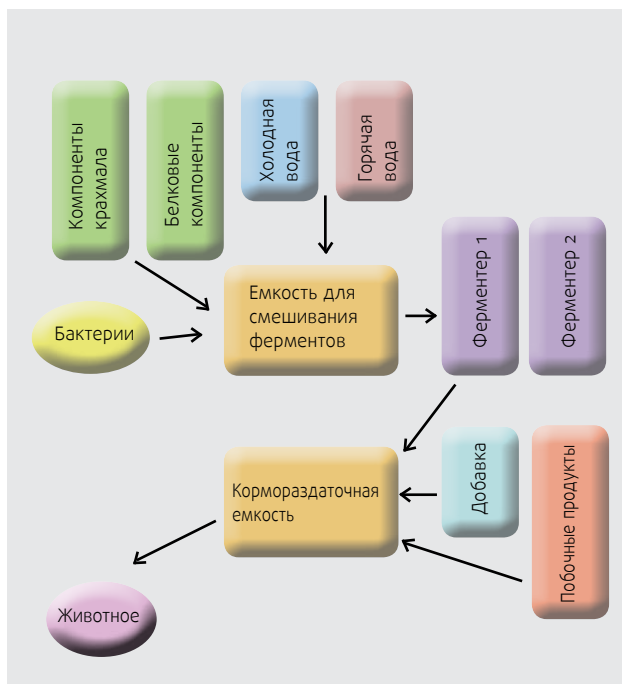 Компоненты
крахмала
Белковые
компоненты
Холодная
вода
Горячая
вода
Бактерии
Емкость для
смешивания
ферментов
Ферментер 1
Ферментер 2
Кормораздаточная
емкость
Добавка
Побочные продукты
Животное